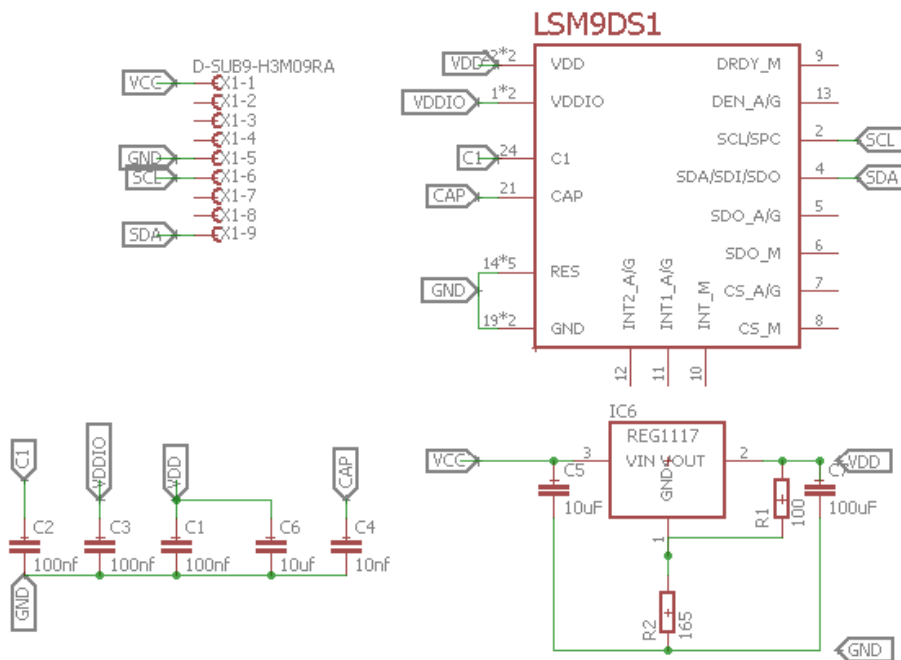 LSM9DS1
D-SUB9-H3M09RA
VCC
X1-1
X1-2
X1-3
X1-4
GND
X1-5
SCL
X1-6
X1-7
X1-8
SDA
X1-9
VDD
22*2
VDD
DRDY_M
9
VDDIO
1*2
VDDIO
DEN_A/G
13
SCL/SPC
2
SCL
C1
24
C1
SDA/SDI/SDO
4
SDA
CAP
21
CAP
SDO_A/G
5
SDO_M
6
GND
14*5
RES
CS_A/G
7
19*2
GND
CS_M
8
INT2_A/G
INT1_A/G
INT_M
12
11
10
IC6
REG1117
VCC
3
VIN
VOUT
2
VDD
GND
1
C5
10uF
R1
100
C7
100uF
R2
165
GND
C1
VDDIO
VDD
CAP
C2
100nf
C3
100nf
C1
100nf
C6
10uf
C4
10nf
GND